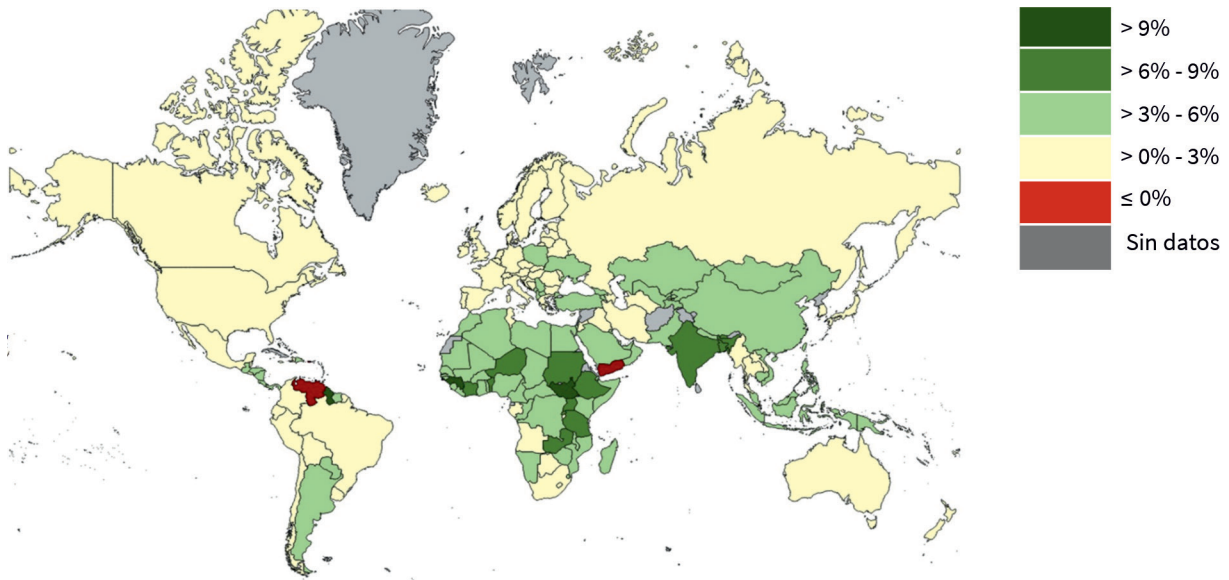 > 9%
> 6% - 9%
> 3% - 6%
> 0% - 3%
≤ 0%
Sin datos